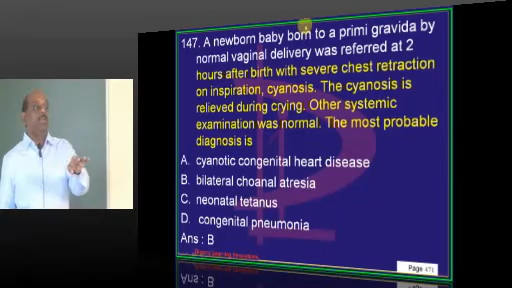 147. A newborn baby born to a primi gravida by
normal vaginal delivery was referred at 2
hours after birth with severe chest retraction
on inspiration, cyanosis. The cyanosis is
relieved during crying. Other systemic
examination was normal. The most probable
diagnosis is
A. cyanotic congenital heart disease
B. bilateral choanal atresia
C. neonatal tetanus
D. congenital pneumonia
Ans : B
Page 471